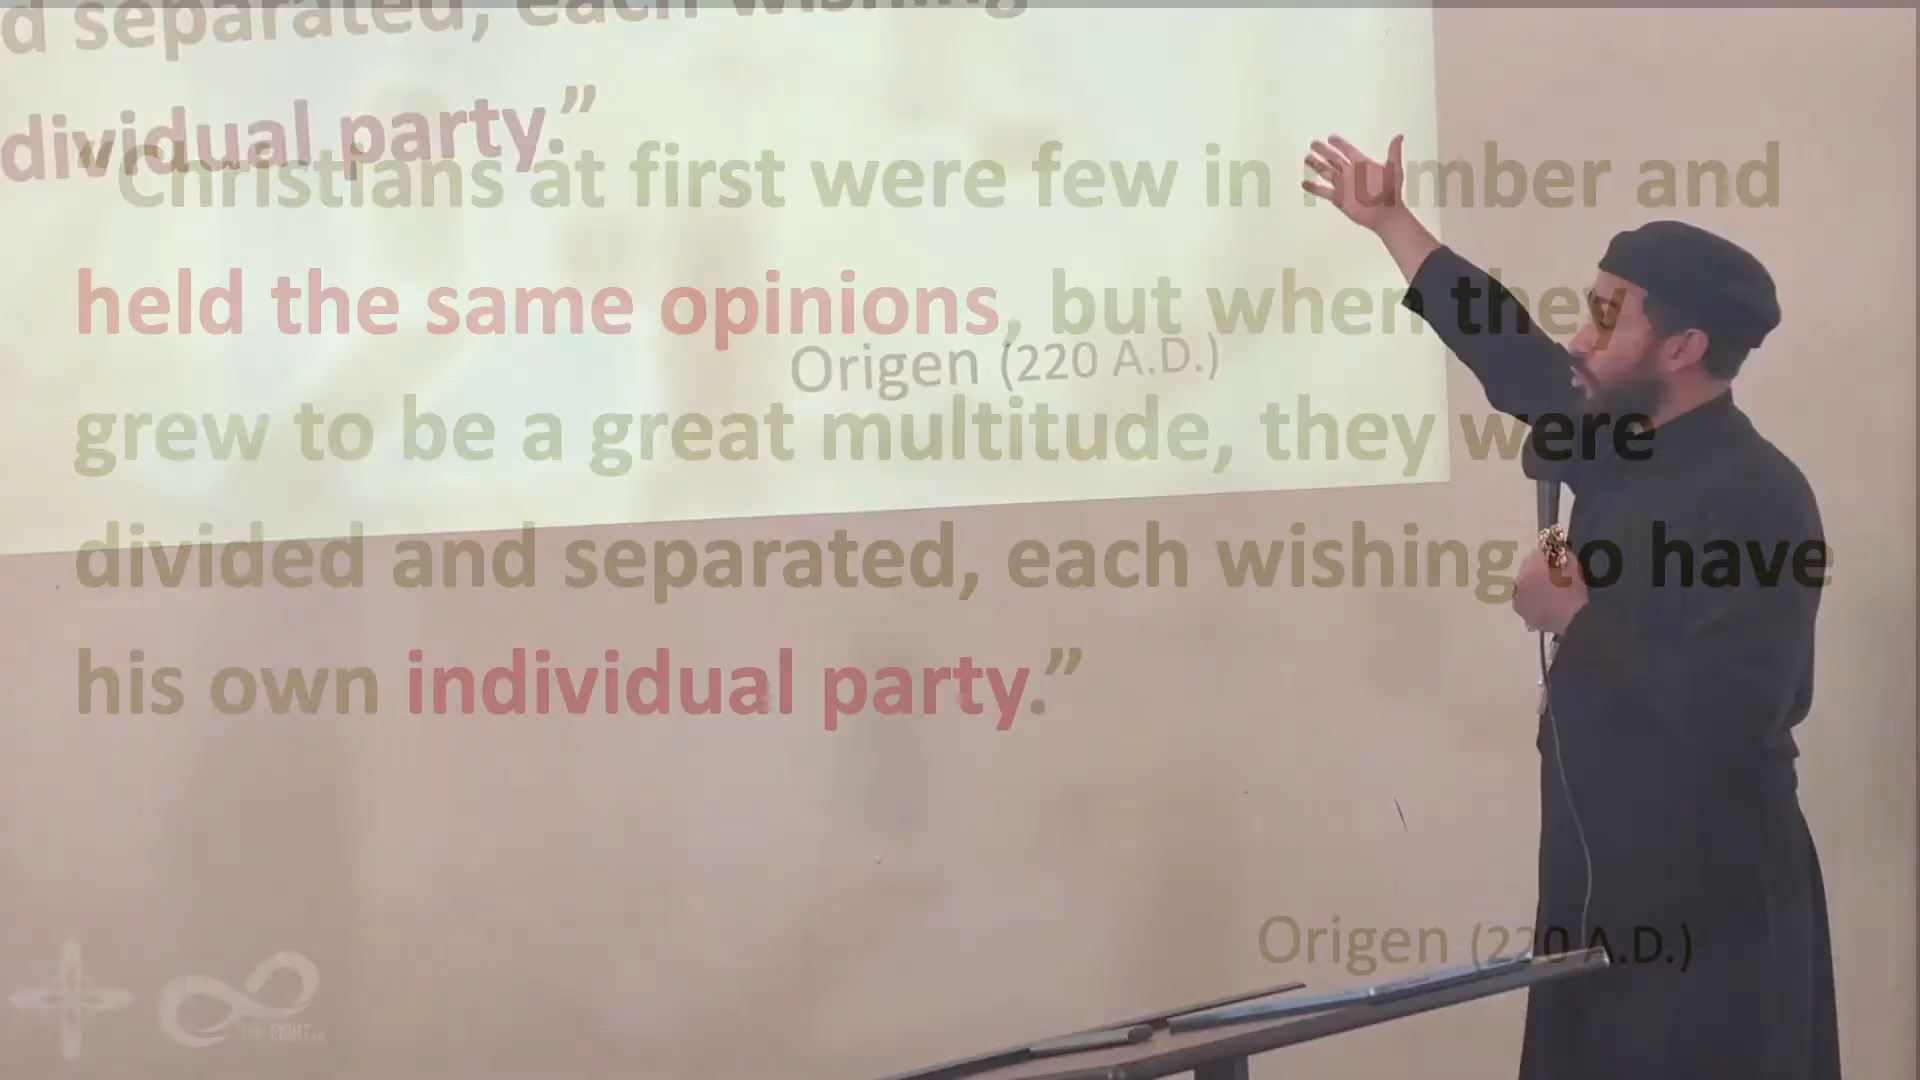 d separated, each wishing
dividual party.”
Origen (220 A.D.)
“Christians at first were few in number and
held the same opinions, but when they
grew to be a great multitude, they were
divided and separated, each wishing to have
his own individual party.”
Origen (220 A.D.)
THE EIGHT